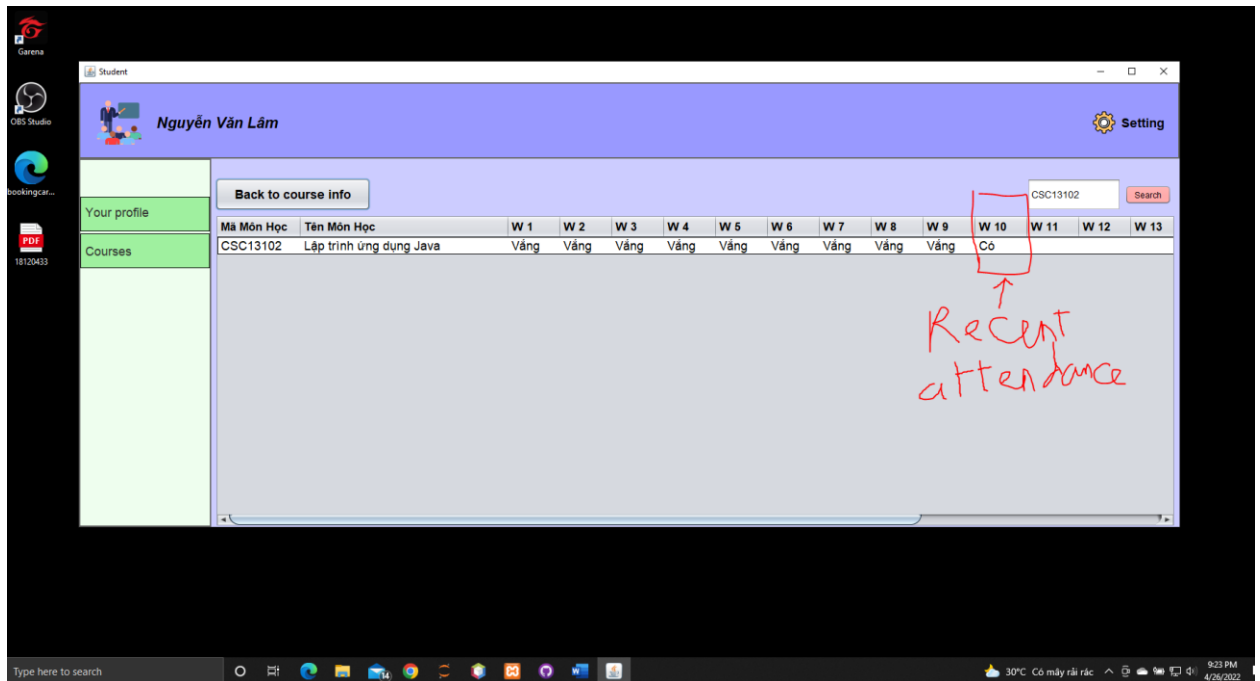 Garena
Student
Nguyễn Văn Lâm
Setting
OBS Studio
bookingcar...
Back to course info
CSC13102
Search
Your profile
Mã Môn Học Tên Môn Học W 1 W 2 W 3 W 4 W 5 W 6 W 7 W 8 W 9 W 10 W 11 W 12 W 13
PDF
CSC13102 Lập trình ứng dụng Java Vắng Vắng Vắng Vắng Vắng Vắng Vắng Vắng Vắng Có
Courses
18120433
Recent
attendance
Type here to search
14
30°C Có mây rải rác
9:23 PM
4/26/2022